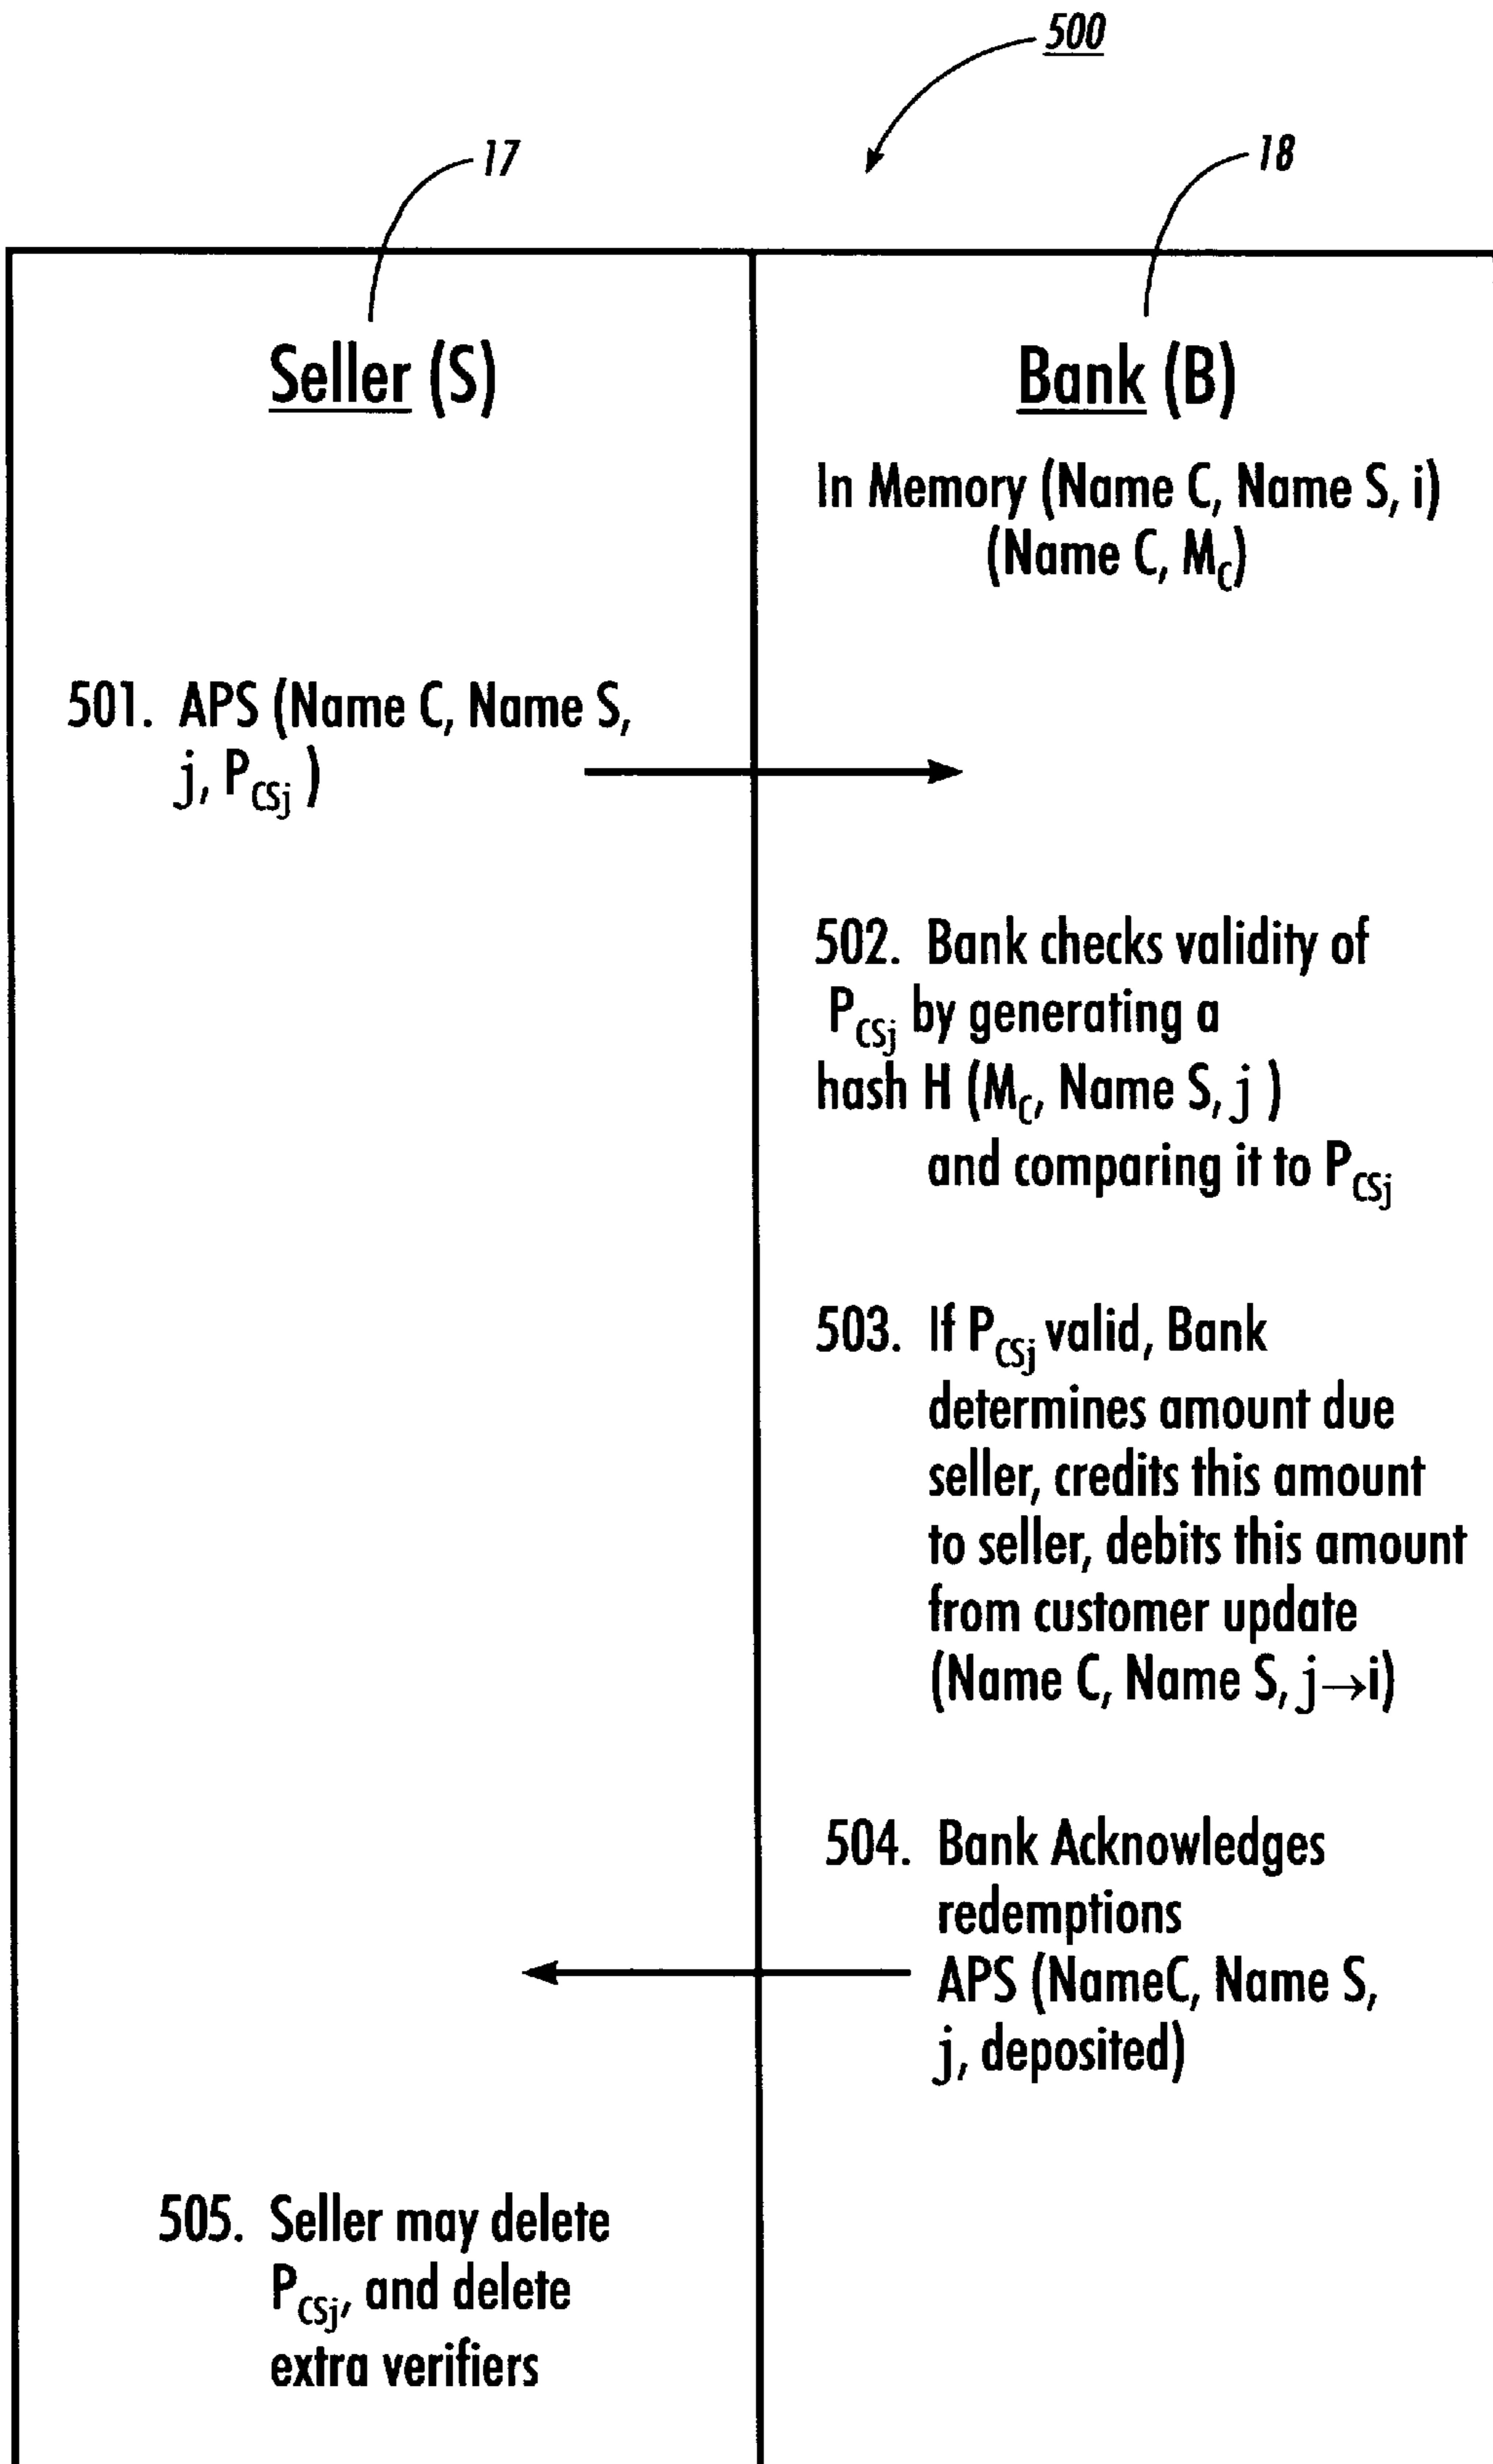 500
17
18
Seller (S)
Bank (B)
In Memory (Name C, Name S, i)
(Name C, M_C)
501. APS (Name C, Name S,
j, P_CSj )
502. Bank checks validity of
P_CSj by generating a
hash H (M_C, Name S, j )
and comparing it to P_CSj
503. If P_CSj valid, Bank
determines amount due
seller, credits this amount
to seller, debits this amount
from customer update
(Name C, Name S, j→i)
504. Bank Acknowledges
redemptions
APS (NameC, Name S,
j, deposited)
505. Seller may delete
P_CSj, and delete
extra verifiers